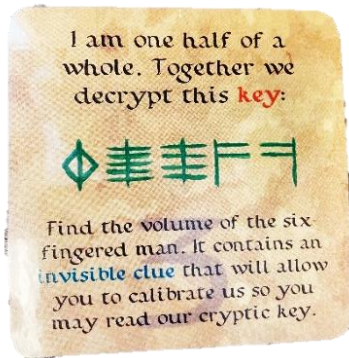 I am one half of a
whole. Together we
decrypt this key:
Find the volume of the six-
fingered man. It contains an
invisible clue that will allow
you to calibrate us so you
may read our cryptic key.